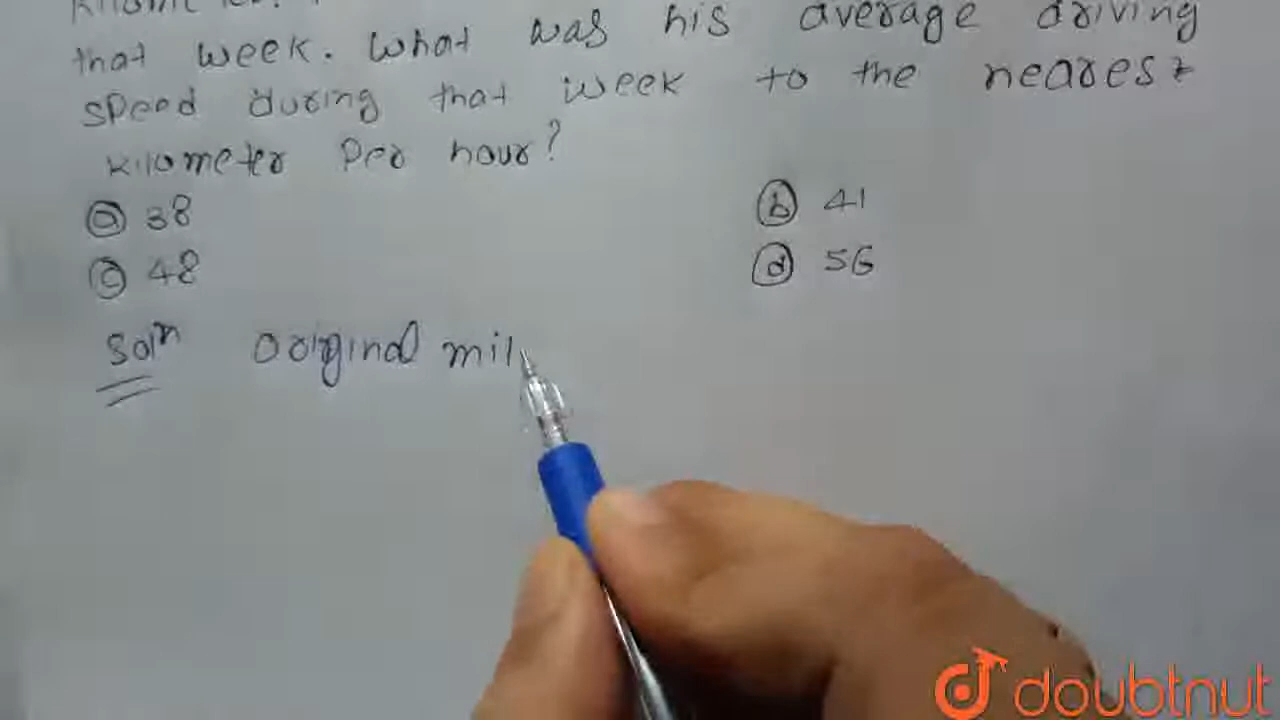 that week. What was his average driving
speed during that week to the nearest
kilometer per hour?
(a) 38 (b) 41
(c) 48 (d) 56
Soln Original mil
doubtnut